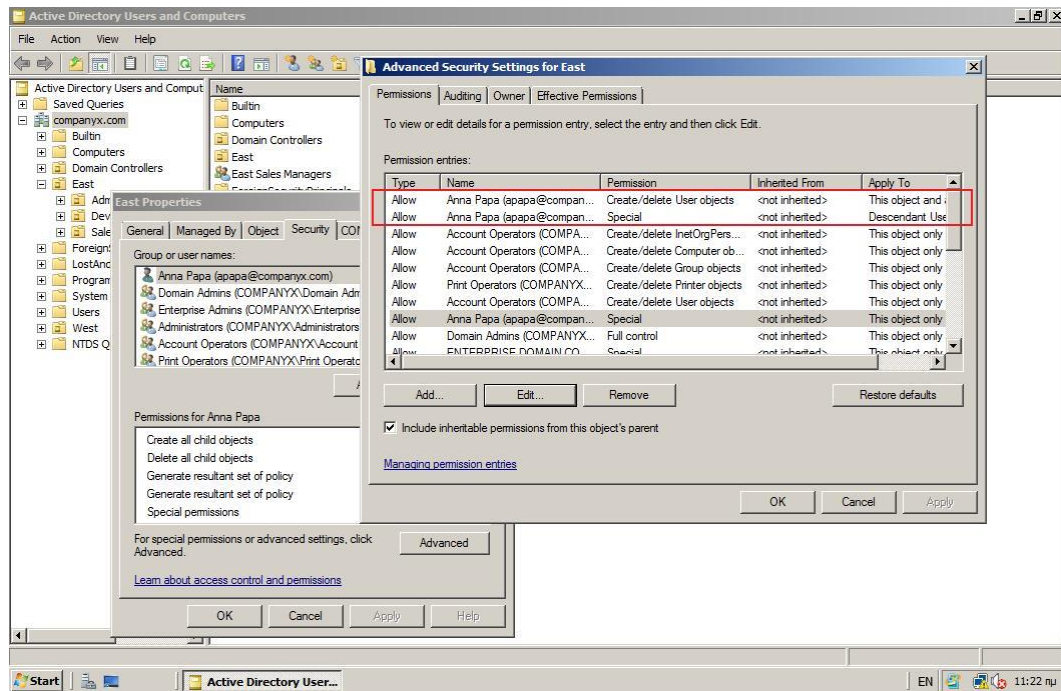 Active Directory Users and Computers
File Action View Help
Active Directory Users and Comput
Saved Queries
companyx.com
Builtin
Computers
Domain Controllers
East
Adm
Dev
Sale
Foreign
LostAnd
Program
System
Users
West
NTDS Q
Name
Builtin
Computers
Domain Controllers
East
East Sales Managers
East Properties
General Managed By Object Security CO
Group or user names:
Anna Papa (apapa@companyx.com)
Domain Admins (COMPANYX\Domain Adm
Enterprise Admins (COMPANYX\Enterprise
Administrators (COMPANYX\Administrators
Account Operators (COMPANYX\Account
Print Operators (COMPANYX\Print Operato
Permissions for Anna Papa
Create all child objects
Delete all child objects
Generate resultant set of policy
Generate resultant set of policy
Special permissions
For special permissions or advanced settings, click
Advanced.
Advanced
Learn about access control and permissions
OK Cancel Apply Help
Advanced Security Settings for East
Permissions Auditing Owner Effective Permissions
To view or edit details for a permission entry, select the entry and then click Edit.
Permission entries:
Type Name Permission Inherited From Apply To
Allow Anna Papa (apapa@compan... Create/delete User objects <not inherited> This object and
Allow Anna Papa (apapa@compan... Special <not inherited> Descendant Use
Allow Account Operators (COMPA... Create/delete InetOrgPers... <not inherited> This object only
Allow Account Operators (COMPA... Create/delete Computer ob... <not inherited> This object only
Allow Account Operators (COMPA... Create/delete Group objects <not inherited> This object only
Allow Print Operators (COMPANYX... Create/delete Printer objects <not inherited> This object only
Allow Account Operators (COMPA... Create/delete User objects <not inherited> This object only
Allow Anna Papa (apapa@compan... Special <not inherited> This object only
Allow Domain Admins (COMPANYX... Full control <not inherited> This object only
Allow ENTERPRISE DOMAIN CO... Special <not inherited> This object only
Add... Edit... Remove Restore defaults
Include inheritable permissions from this object's parent
Managing permission entries
OK Cancel Apply
Start Active Directory User... EN 11:22 πμ